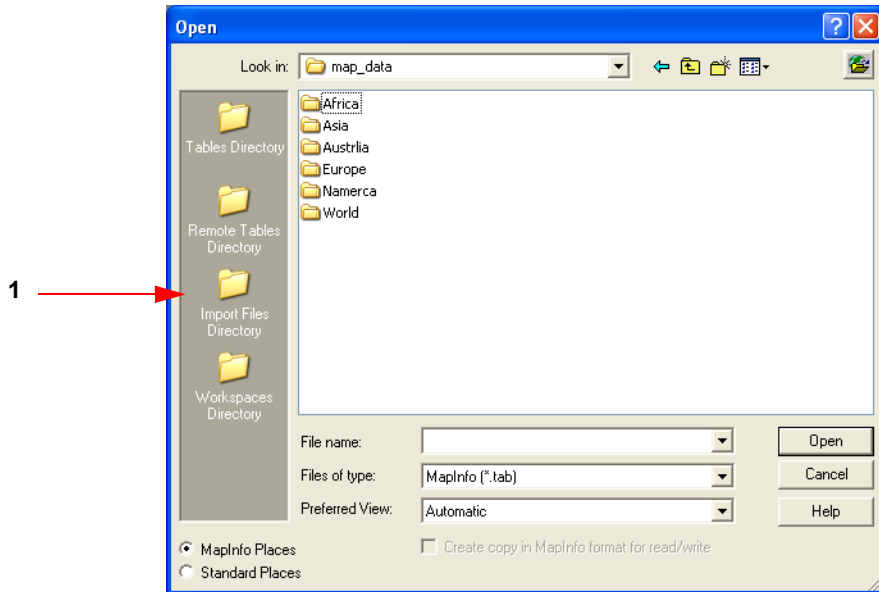 Open
Look in: map_data
Tables Directory
Remote Tables
Directory
Import Files
Directory
Workspaces
Directory
Africa
Asia
Austrlia
Europe
Namerca
World
1
File name:
Open
Files of type: MapInfo (*.tab)
Cancel
Preferred View: Automatic
Help
MapInfo Places
Create copy in MapInfo format for read/write
Standard Places